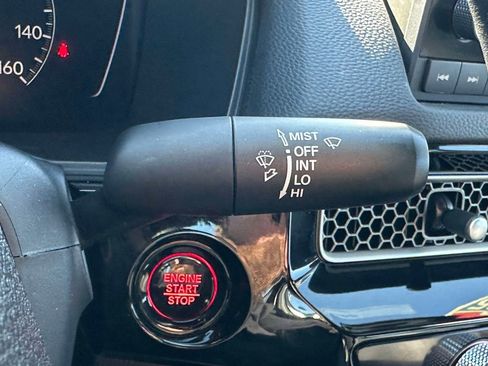 140
160
MIST
OFF
INT
LO
HI
ENGINE
START
STOP